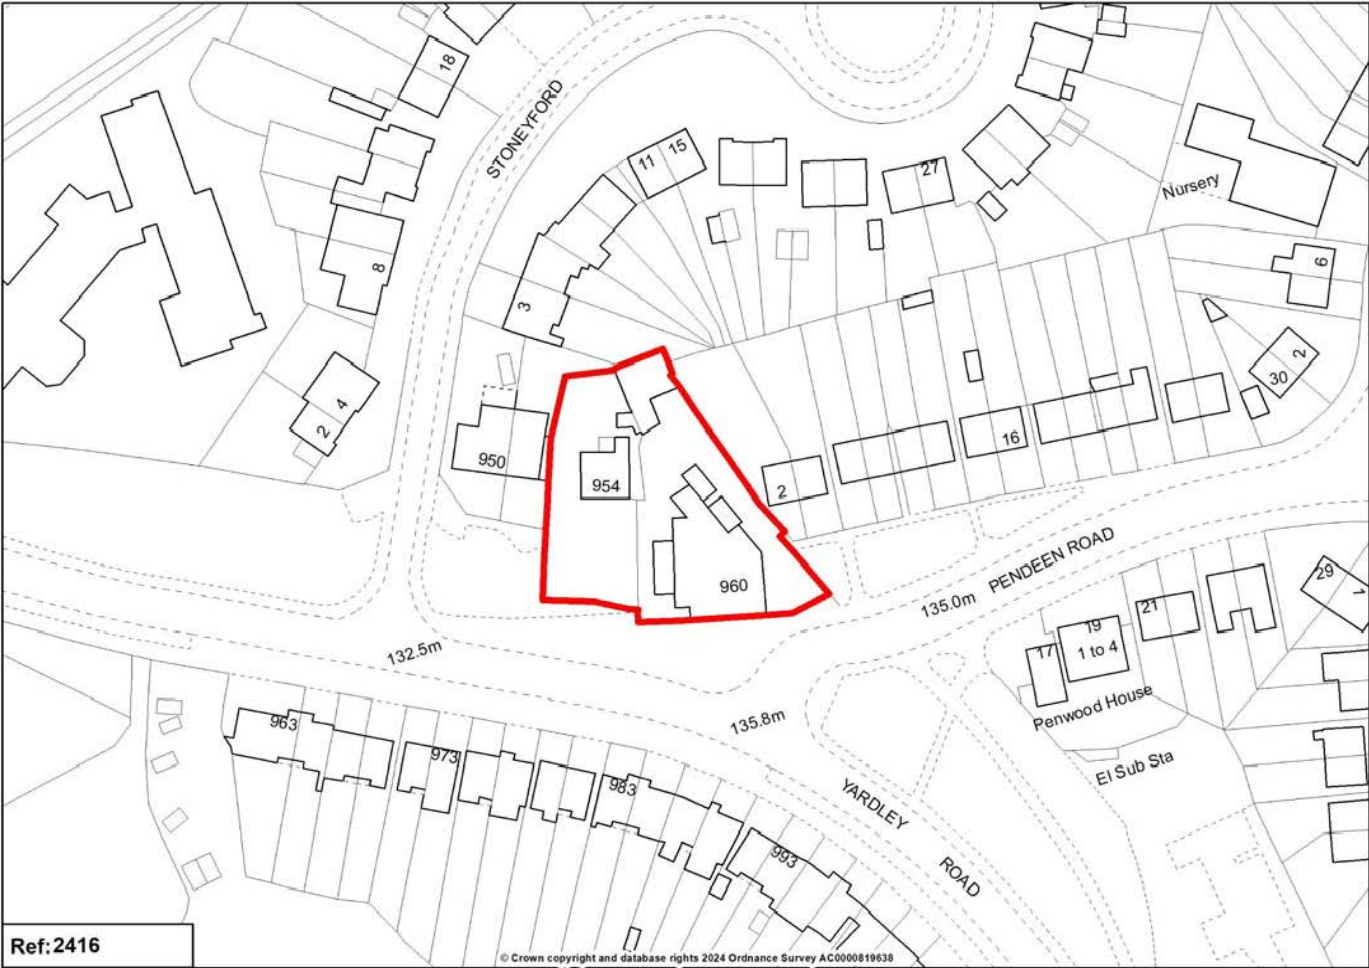 18
STONEYFORD
11
15
27
Nursery
8
6
3
2
4
2
30
16
950
954
2
960
PENDEEN ROAD
135.0m
29
1
21
19
1 to 4
17
Penwood House
132.5m
135.8m
963
973
983
993
El Sub Sta
YARDLEY
ROAD
Ref:2416
© Crown copyright and database rights 2024 Ordnance Survey AC0000819638